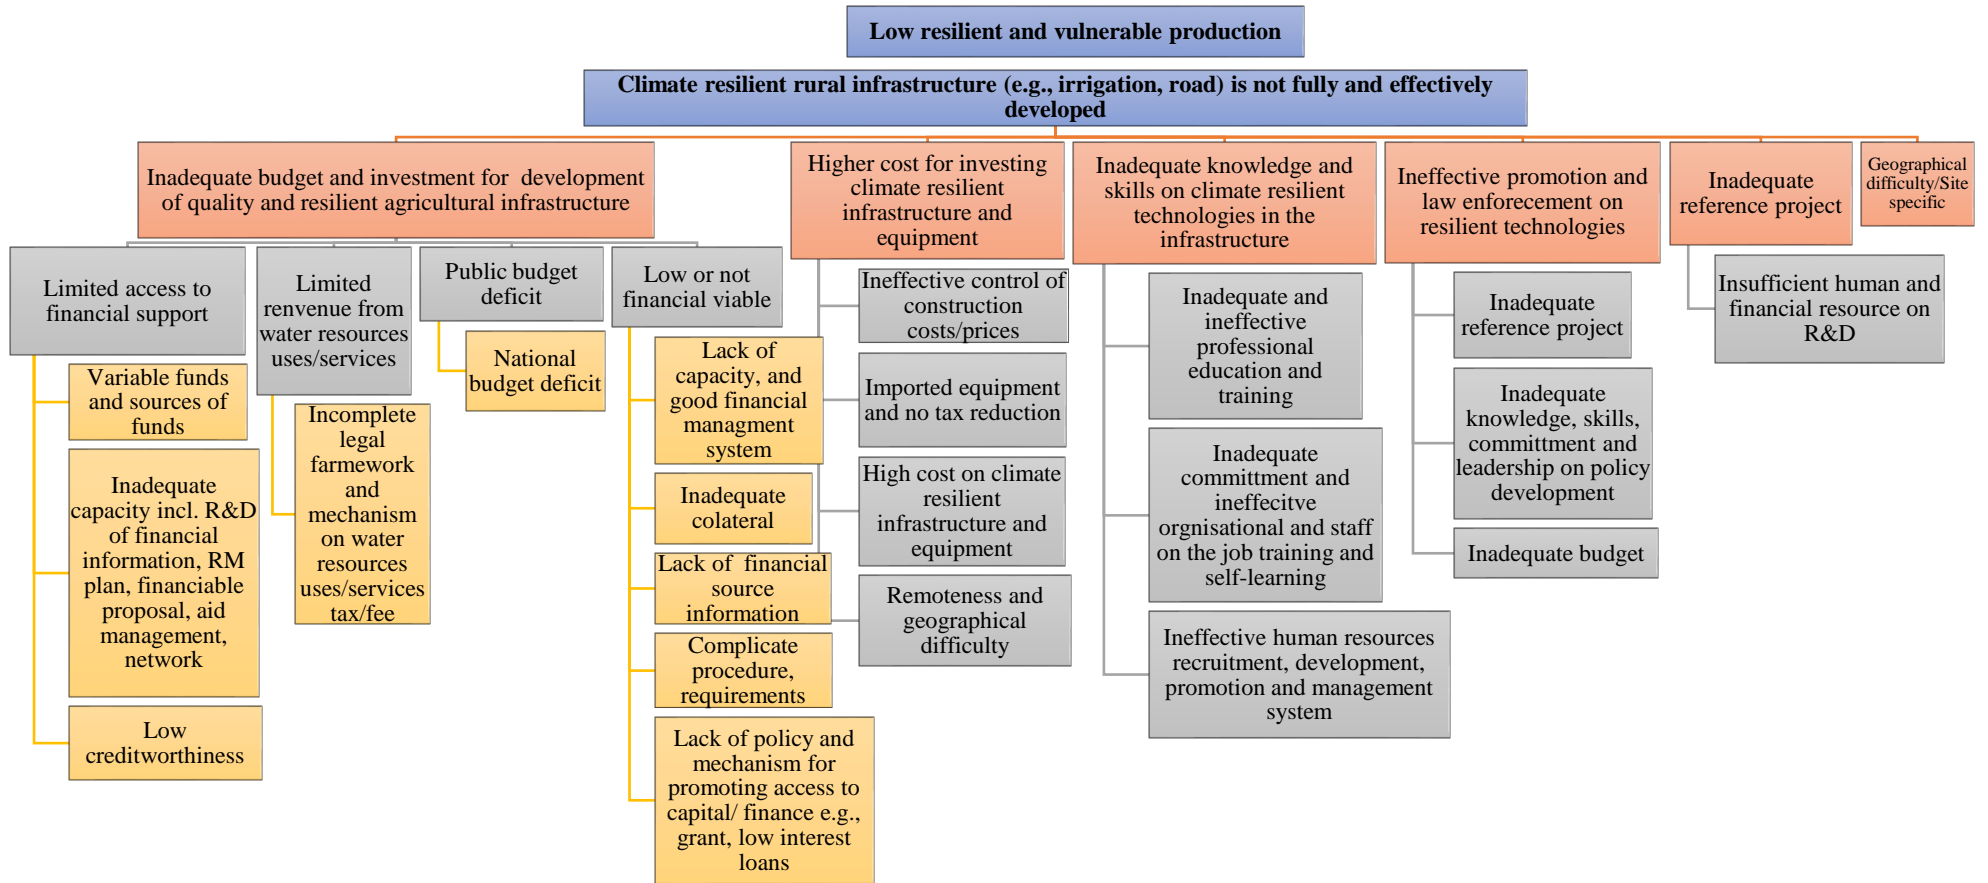 Low resilient and vulnerable production
Climate resilient rural infrastructure (e.g., irrigation, road) is not fully and effectively
developed
Inadequate budget and investment for development
of quality and resilient agricultural infrastructure
Limited access to
financial support
Variable funds
and sources of
funds
Inadequate
capacity incl. R&D
of financial
information, RM
plan, financiable
proposal, aid
management,
network
Low
creditworthiness
Limited
renvenue from
water resources
uses/services
Incomplete
legal
farmework
and
mechanism
on water
resources
uses/services
tax/fee
Public budget
deficit
National
budget deficit
Low or not
financial viable
Lack of
capacity, and
good financial
managment
system
Inadequate
colateral
Lack of financial
source
information
Complicate
procedure,
requirements
Lack of policy and
mechanism for
promoting access to
capital/ finance e.g.,
grant, low interest
loans
Higher cost for investing
climate resilient
infrastructure and
equipment
Ineffective control of
construction
costs/prices
Imported equipment
and no tax reduction
High cost on climate
resilient
infrastructure and
equipment
Remoteness and
geographical
difficulty
Inadequate knowledge and
skills on climate resilient
technologies in the
infrastructure
Inadequate and
ineffective
professional
education and
training
Inadequate
committment and
ineffecitve
orgnisational and staff
on the job training and
self-learning
Ineffective human resources
recruitment, development,
promotion and management
system
Ineffective promotion and
law enforecement on
resilient technologies
Inadequate
reference project
Inadequate
knowledge, skills,
committment and
leadership on policy
development
Inadequate budget
Inadequate
reference project
Insufficient human and
financial resource on
R&D
Geographical
difficulty/Site
specific